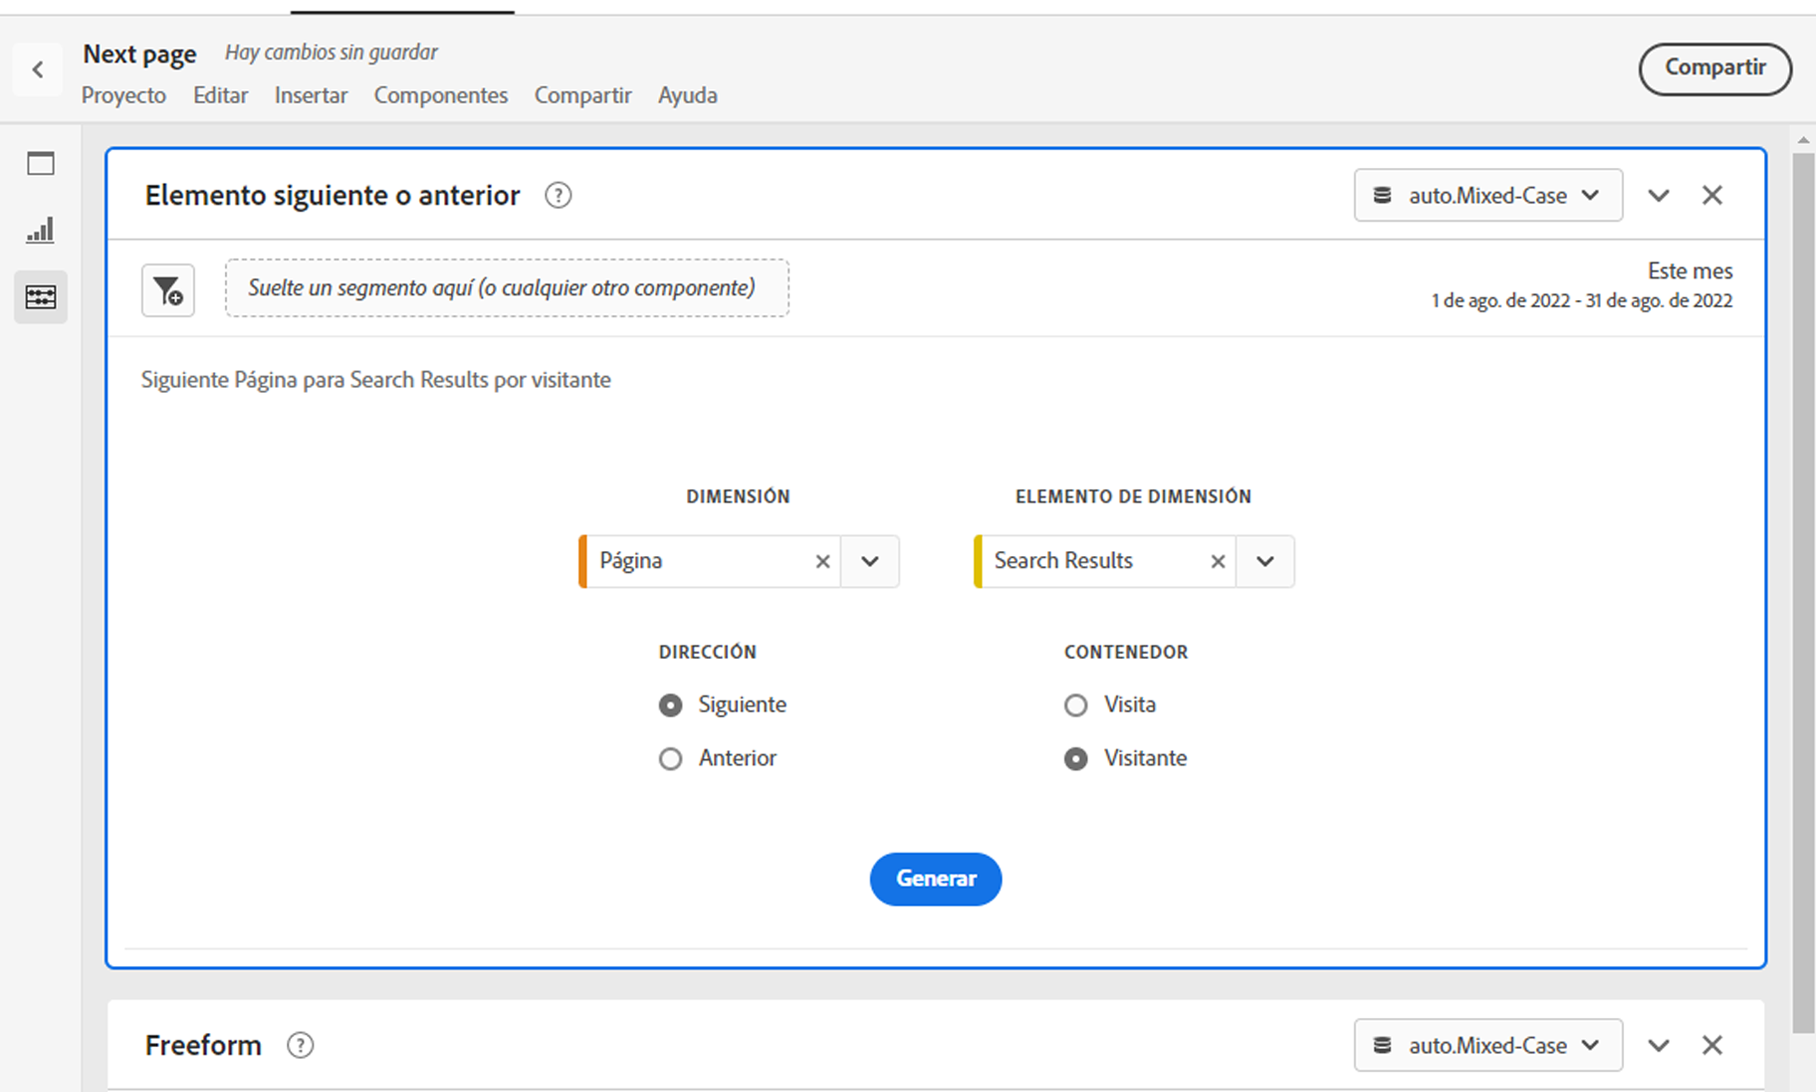 Next page Hay cambios sin guardar
Compartir
Proyecto Editar Insertar Componentes Compartir Ayuda
Elemento siguiente o anterior ? auto.Mixed-Case
Suelte un segmento aquí (o cualquier otro componente)
Este mes
1 de ago. de 2022 - 31 de ago. de 2022
Siguiente Página para Search Results por visitante
DIMENSIÓN ELEMENTO DE DIMENSIÓN
Página Search Results
DIRECCIÓN CONTENEDOR
Siguiente Visita
Anterior Visitante
Generar
Freeform ? auto.Mixed-Case